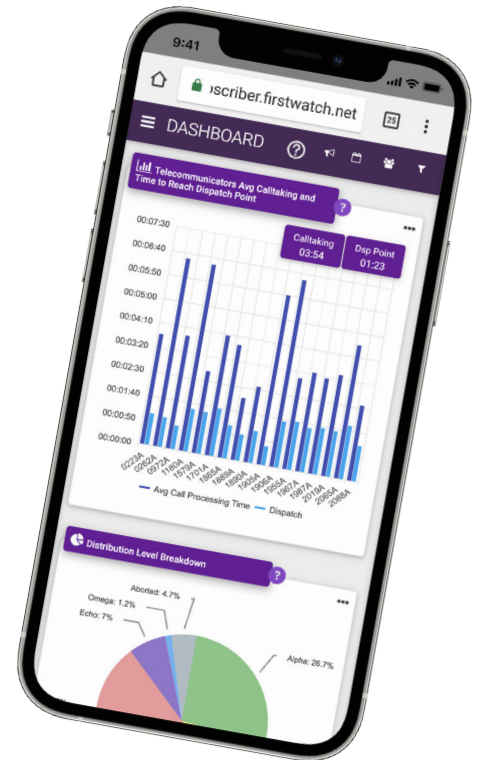 9:41
oscriber.firstwatch.net
25
DASHBOARD
?
Telecommunicators Avg Calltaking and
Time to Reach Dispatch Point
?
Calltaking
03:54
Dsp Point
01:23
00:07:30
00:06:40
00:05:50
00:05:00
00:04:10
00:03:20
00:02:30
00:01:40
00:00:50
00:00:00
0223A
0262A
0972A
1180A
1579A
1701A
1865A
1889A
1890A
1905A
1906A
1955A
1967A
1987A
2019A
2065A
2088A
Avg Call Processing Time
Dispatch
Distribution Level Breakdown
?
Aborted: 4.7%
Omega: 1.2%
Echo: 7%
Alpha: 26.7%